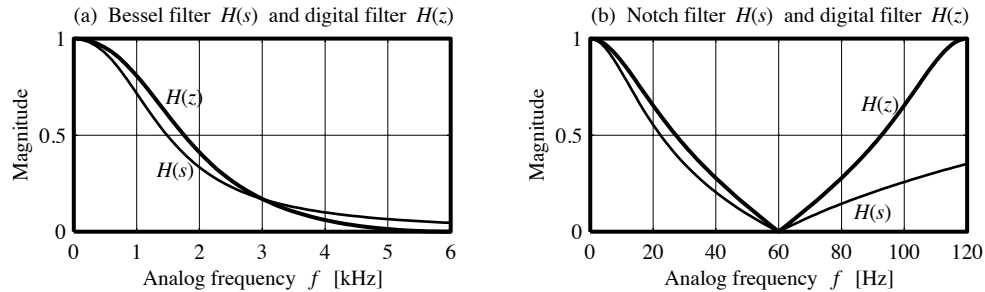 (a) Bessel filter H(s) and digital filter H(z)
1
0.5
0
Magnitude
H(z)
H(s)
0 1 2 3 4 5 6
Analog frequency f [kHz]
(b) Notch filter H(s) and digital filter H(z)
1
0.5
0
Magnitude
H(z)
H(s)
0 20 40 60 80 100 120
Analog frequency f [Hz]